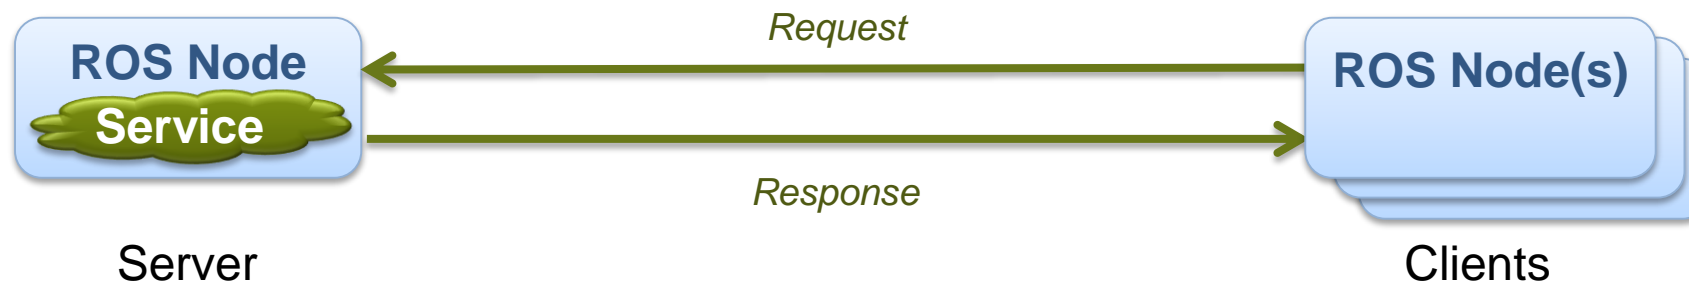 Request
ROS Node
Service
ROS Node(s)
Response
Server
Clients